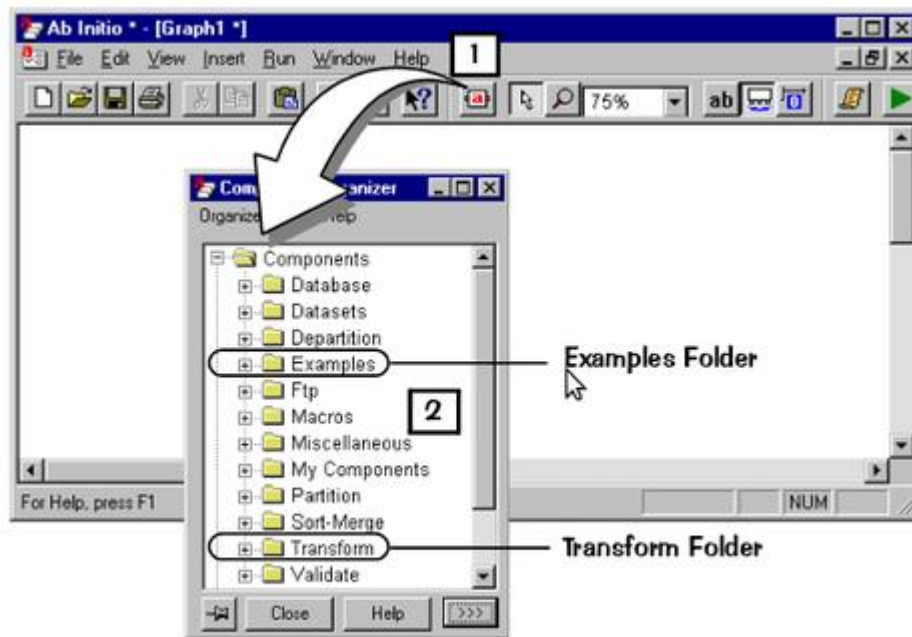 Ab Initio * - [Graph1 *]
File Edit View Insert Run Window Help
1
75%
ab
Organize Help
Components
Database
Datasets
Departition
Examples
Ftp
Macros
Miscellaneous
My Components
Partition
Sort-Merge
Transform
Validate
2
Examples Folder
Transform Folder
For Help, press F1
NUM
Close Help >>>